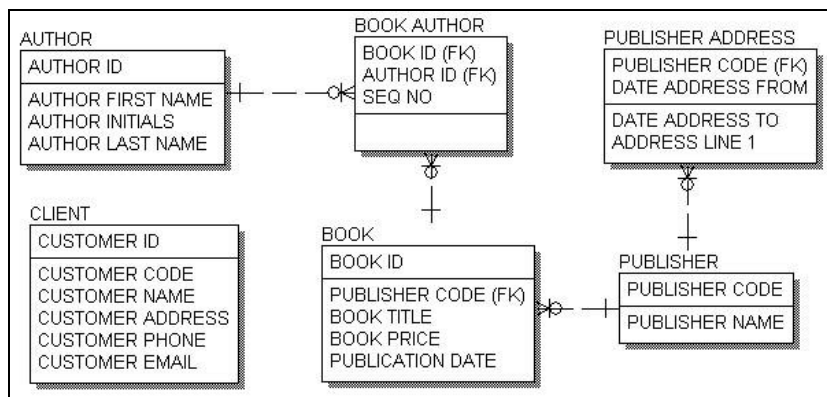 AUTHOR
AUTHOR ID
AUTHOR FIRST NAME
AUTHOR INITIALS
AUTHOR LAST NAME
BOOK AUTHOR
BOOK ID (FK)
AUTHOR ID (FK)
SEQ NO
PUBLISHER ADDRESS
PUBLISHER CODE (FK)
DATE ADDRESS FROM
DATE ADDRESS TO
ADDRESS LINE 1
CLIENT
CUSTOMER ID
CUSTOMER CODE
CUSTOMER NAME
CUSTOMER ADDRESS
CUSTOMER PHONE
CUSTOMER EMAIL
BOOK
BOOK ID
PUBLISHER CODE (FK)
BOOK TITLE
BOOK PRICE
PUBLICATION DATE
PUBLISHER
PUBLISHER CODE
PUBLISHER NAME